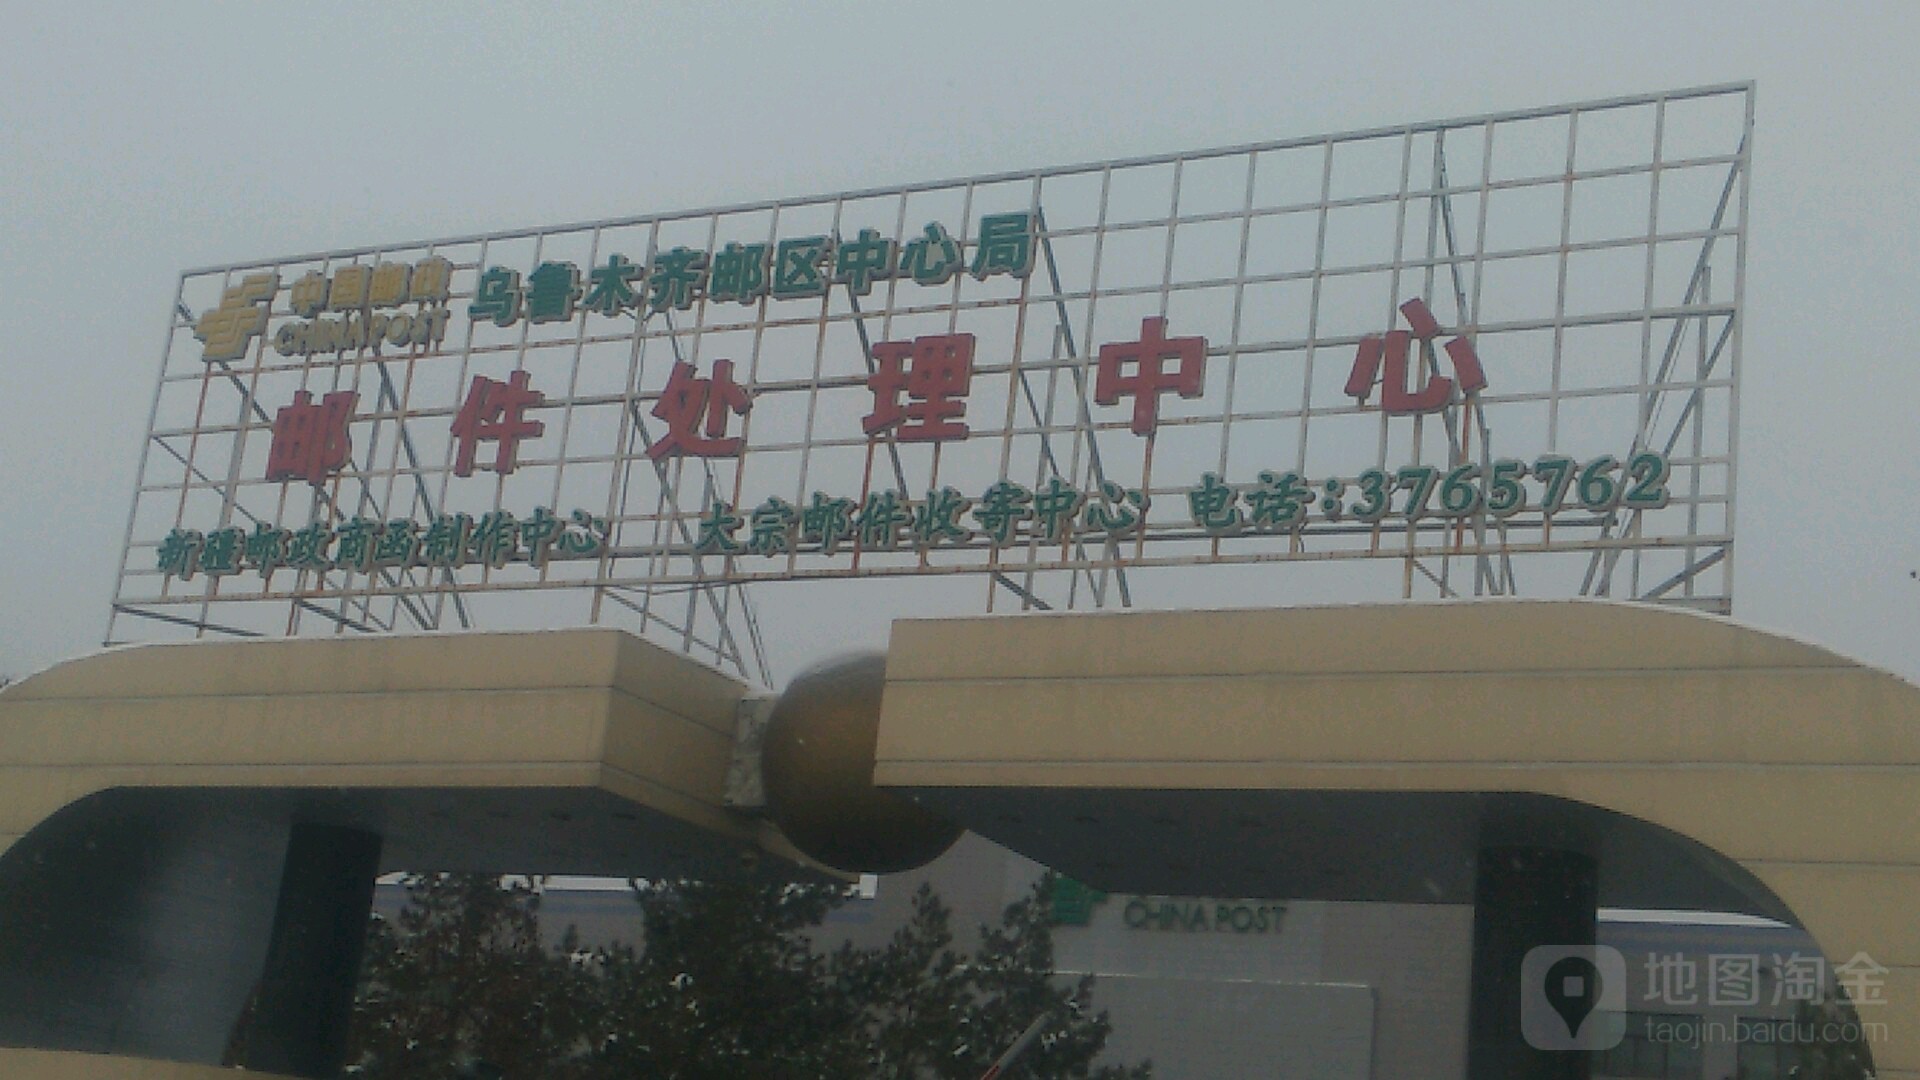 中国邮政
CHINA POST
乌鲁木齐邮区中心局
邮件处理中心
新疆邮政商函制作中心 大宗邮件收寄中心 电话:3765762
CHINA POST
地图淘金
taojin.baidu.com